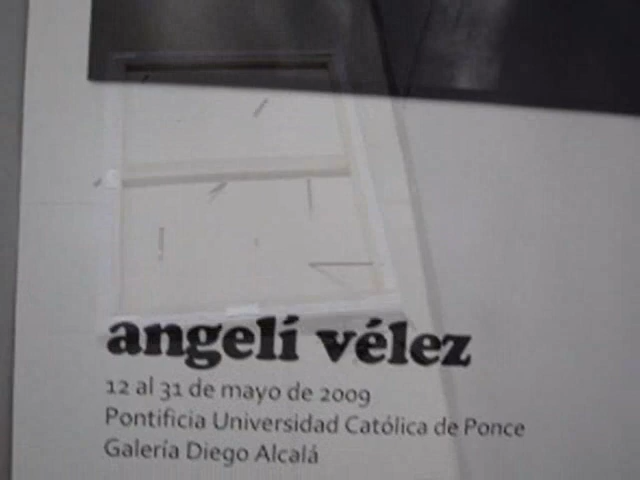 angelí vélez
12 al 31 de mayo de 2009
Pontificia Universidad Católica de Ponce
Galería Diego Alcalá